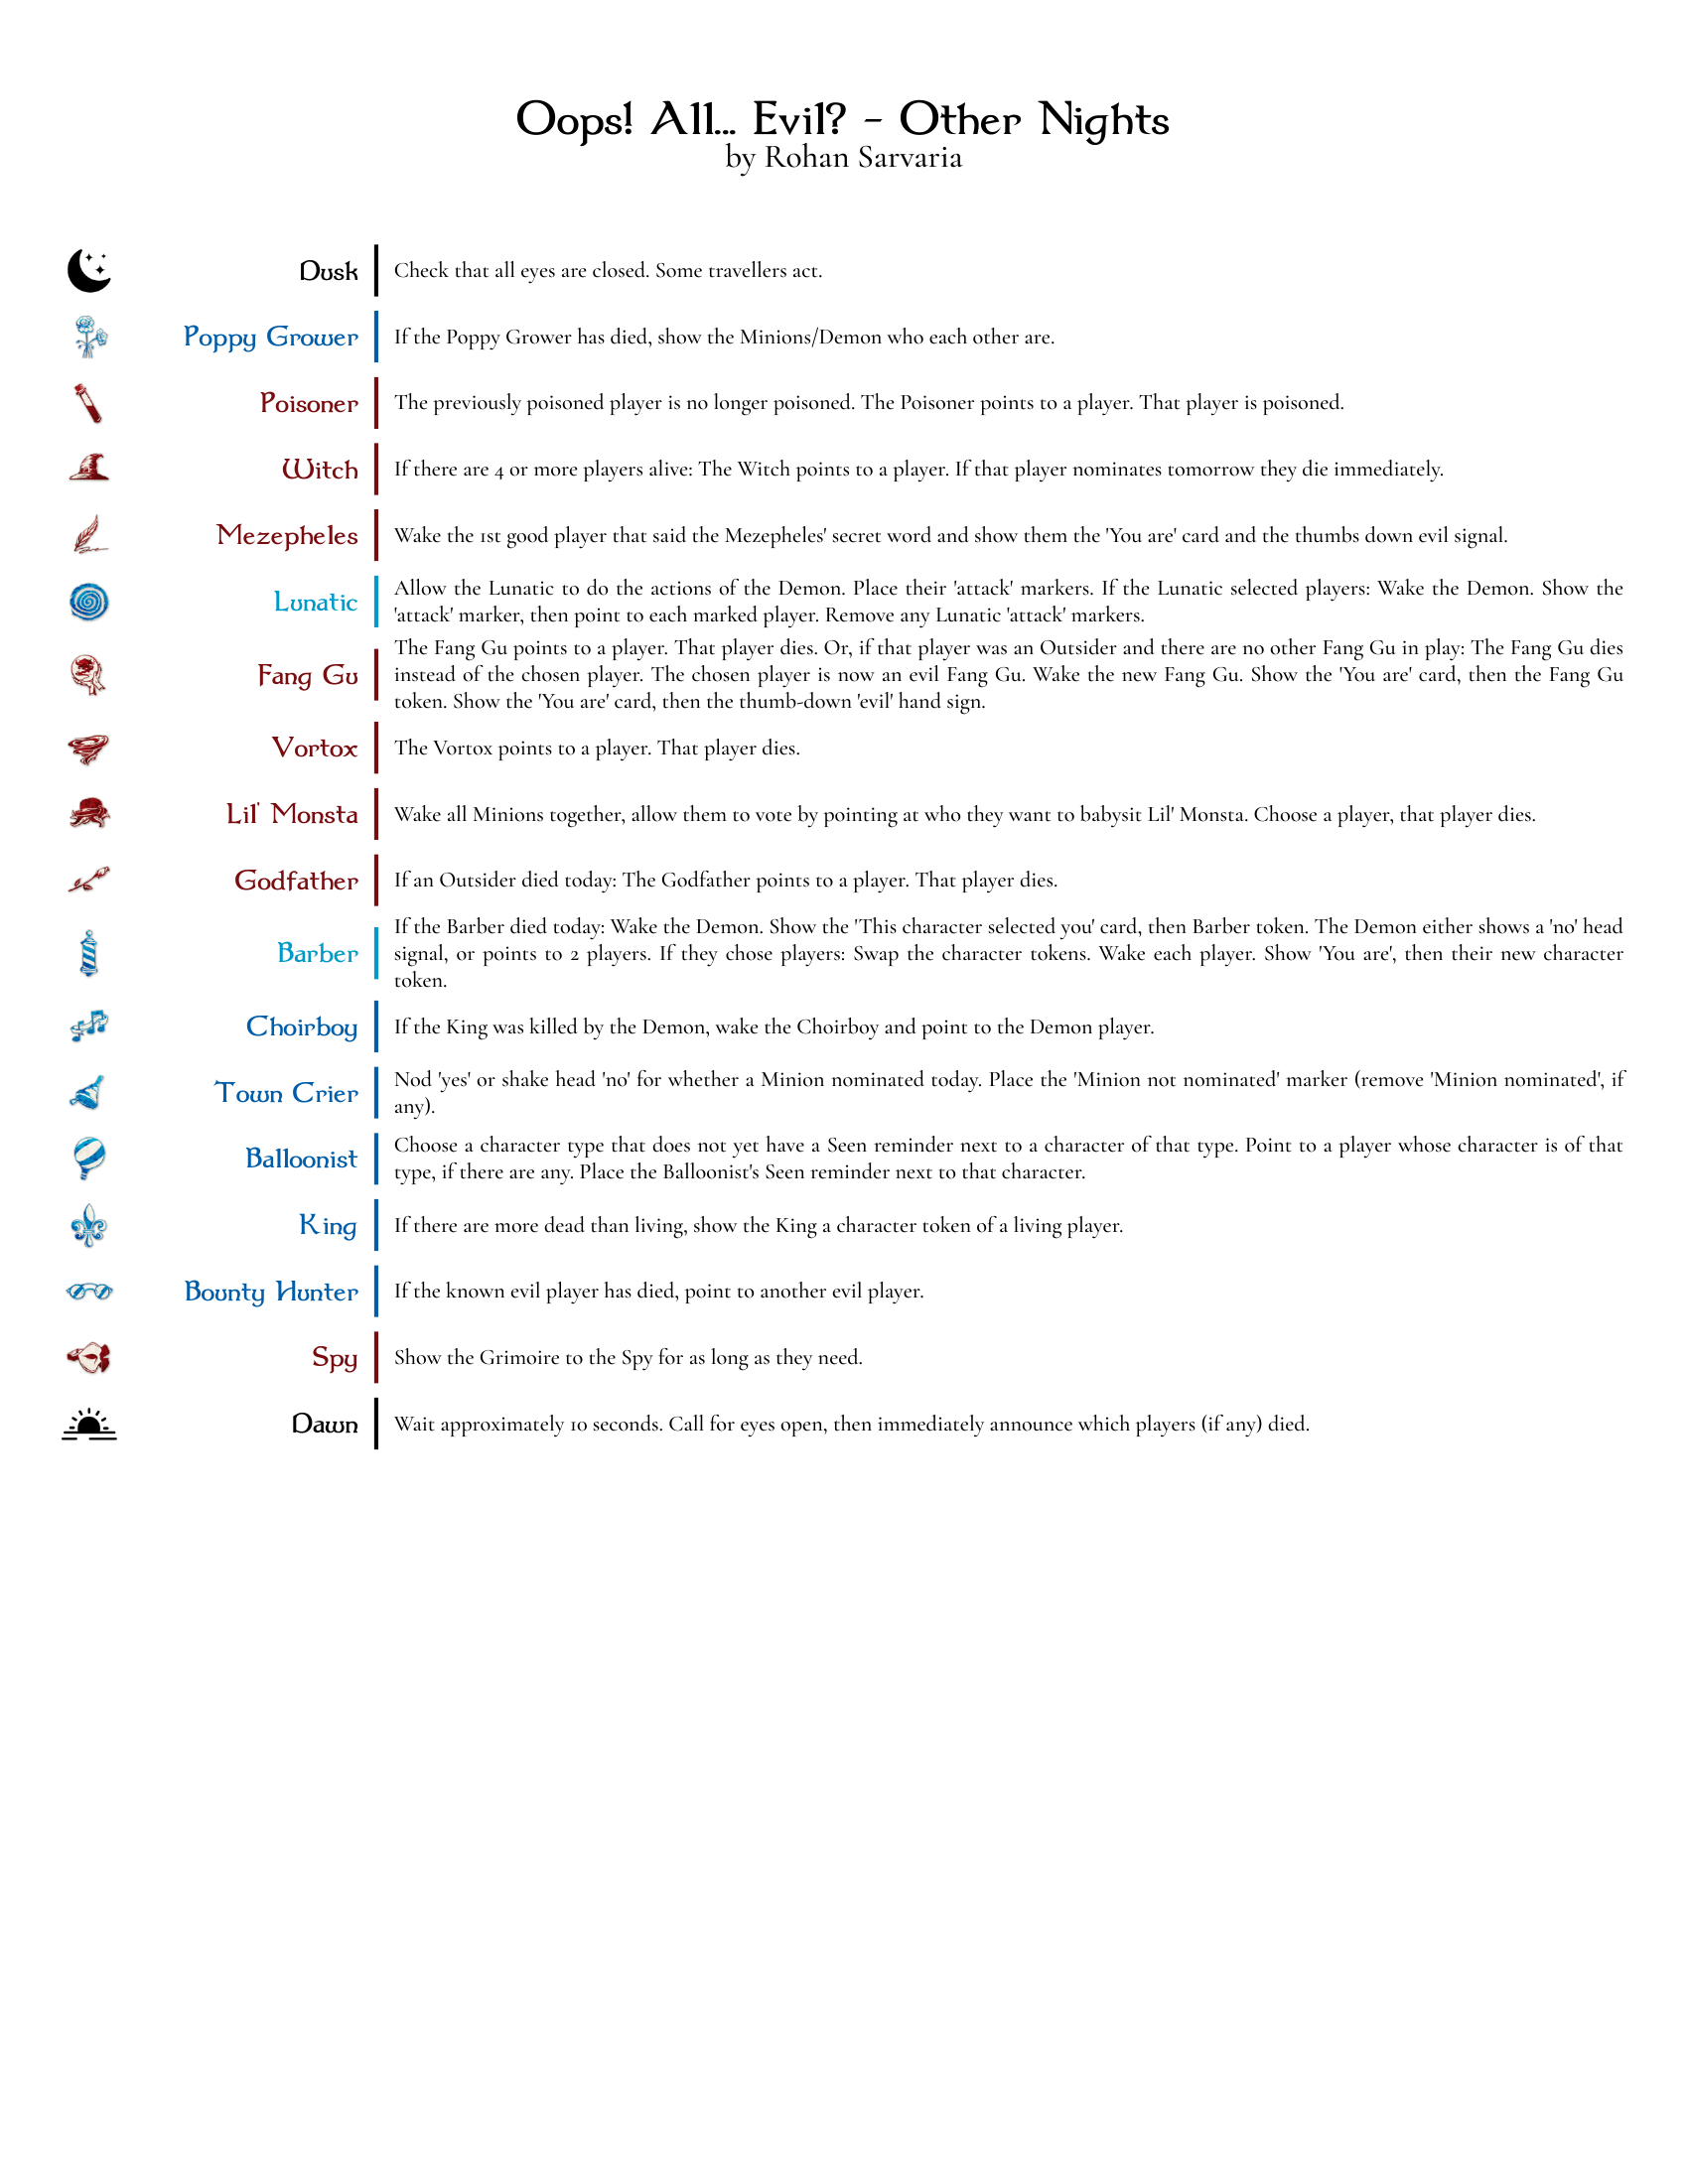 Oops! All... Evil? - Other Nights
by Rohan Sarvaria
Dusk
Check that all eyes are closed. Some travellers act.
Poppy Grower
If the Poppy Grower has died, show the Minions/Demon who each other are.
Poisoner
The previously poisoned player is no longer poisoned. The Poisoner points to a player. That player is poisoned.
Witch
If there are 4 or more players alive: The Witch points to a player. If that player nominates tomorrow they die immediately.
Mezepheles
Wake the 1st good player that said the Mezepheles' secret word and show them the 'You are' card and the thumbs down evil signal.
Lunatic
Allow the Lunatic to do the actions of the Demon. Place their 'attack' markers. If the Lunatic selected players: Wake the Demon. Show the
'attack' marker, then point to each marked player. Remove any Lunatic 'attack' markers.
Fang Gu
The Fang Gu points to a player. That player dies. Or, if that player was an Outsider and there are no other Fang Gu in play: The Fang Gu dies
instead of the chosen player. The chosen player is now an evil Fang Gu. Wake the new Fang Gu. Show the 'You are' card, then the Fang Gu
token. Show the 'You are' card, then the thumb-down 'evil' hand sign.
Vortox
The Vortox points to a player. That player dies.
Lil' Monsta
Wake all Minions together, allow them to vote by pointing at who they want to babysit Lil' Monsta. Choose a player, that player dies.
Godfather
If an Outsider died today: The Godfather points to a player. That player dies.
Barber
If the Barber died today: Wake the Demon. Show the 'This character selected you' card, then Barber token. The Demon either shows a 'no' head
signal, or points to 2 players. If they chose players: Swap the character tokens. Wake each player. Show 'You are', then their new character
token.
Choirboy
If the King was killed by the Demon, wake the Choirboy and point to the Demon player.
Town Crier
Nod 'yes' or shake head 'no' for whether a Minion nominated today. Place the 'Minion not nominated' marker (remove 'Minion nominated', if
any).
Balloonist
Choose a character type that does not yet have a Seen reminder next to a character of that type. Point to a player whose character is of that
type, if there are any. Place the Balloonist's Seen reminder next to that character.
King
If there are more dead than living, show the King a character token of a living player.
Bounty Hunter
If the known evil player has died, point to another evil player.
Spy
Show the Grimoire to the Spy for as long as they need.
Dawn
Wait approximately 10 seconds. Call for eyes open, then immediately announce which players (if any) died.